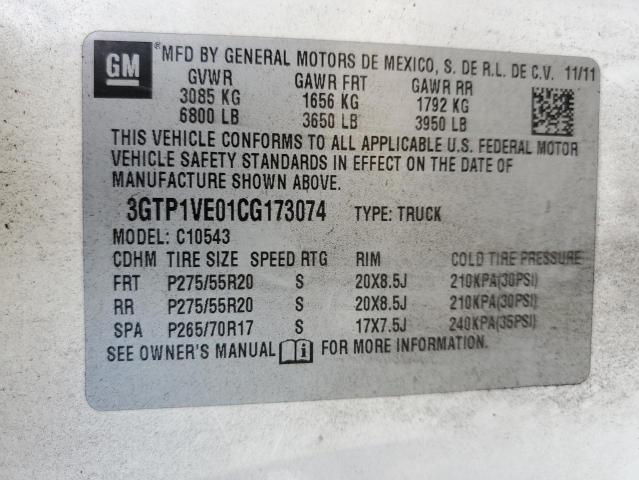 GM
MFD BY GENERAL MOTORS DE MEXICO, S. DE R.L. DE C.V. 11/11
GVWR GAWR FRT GAWR RR
3085 KG 1656 KG 1792 KG
6800 LB 3650 LB 3950 LB
THIS VEHICLE CONFORMS TO ALL APPLICABLE U.S. FEDERAL MOTOR
VEHICLE SAFETY STANDARDS IN EFFECT ON THE DATE OF
MANUFACTURE SHOWN ABOVE.
3GTP1VE01CG173074 TYPE: TRUCK
MODEL: C10543
CDHM TIRE SIZE SPEED RTG RIM COLD TIRE PRESSURE
FRT P275/55R20 S 20X8.5J 210KPA(30PSI)
RR P275/55R20 S 20X8.5J 210KPA(30PSI)
SPA P265/70R17 S 17X7.5J 240KPA(35PSI)
SEE OWNER'S MANUAL i FOR MORE INFORMATION.